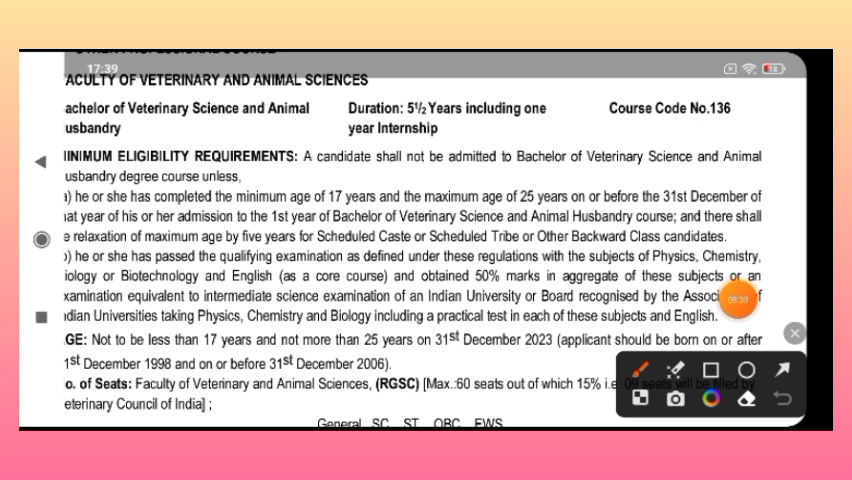 17:39
FACULTY OF VETERINARY AND ANIMAL SCIENCES
achelor of Veterinary Science and Animal Duration: 5 1/2 Years including one Course Code No.136
usbandry year Internship
INIMUM ELIGIBILITY REQUIREMENTS: A candidate shall not be admitted to Bachelor of Veterinary Science and Animal
usbandry degree course unless,
a) he or she has completed the minimum age of 17 years and the maximum age of 25 years on or before the 31st December of
at year of his or her admission to the 1st year of Bachelor of Veterinary Science and Animal Husbandry course; and there shall
e relaxation of maximum age by five years for Scheduled Caste or Scheduled Tribe or Other Backward Class candidates.
) he or she has passed the qualifying examination as defined under these regulations with the subjects of Physics, Chemistry,
iology or Biotechnology and English (as a core course) and obtained 50% marks in aggregate of these subjects or an
xamination equivalent to intermediate science examination of an Indian University or Board recognised by the Associ
ndian Universities taking Physics, Chemistry and Biology including a practical test in each of these subjects and English.
05:38
GE: Not to be less than 17 years and not more than 25 years on 31st December 2023 (applicant should be born on or after
1st December 1998 and on or before 31st December 2006).
o. of Seats: Faculty of Veterinary and Animal Sciences, (RGSC) [Max.:60 seats out of which 15% i.e. 09 seats will be filled by
eterinary Council of India] ;
General SC ST OBC EWS